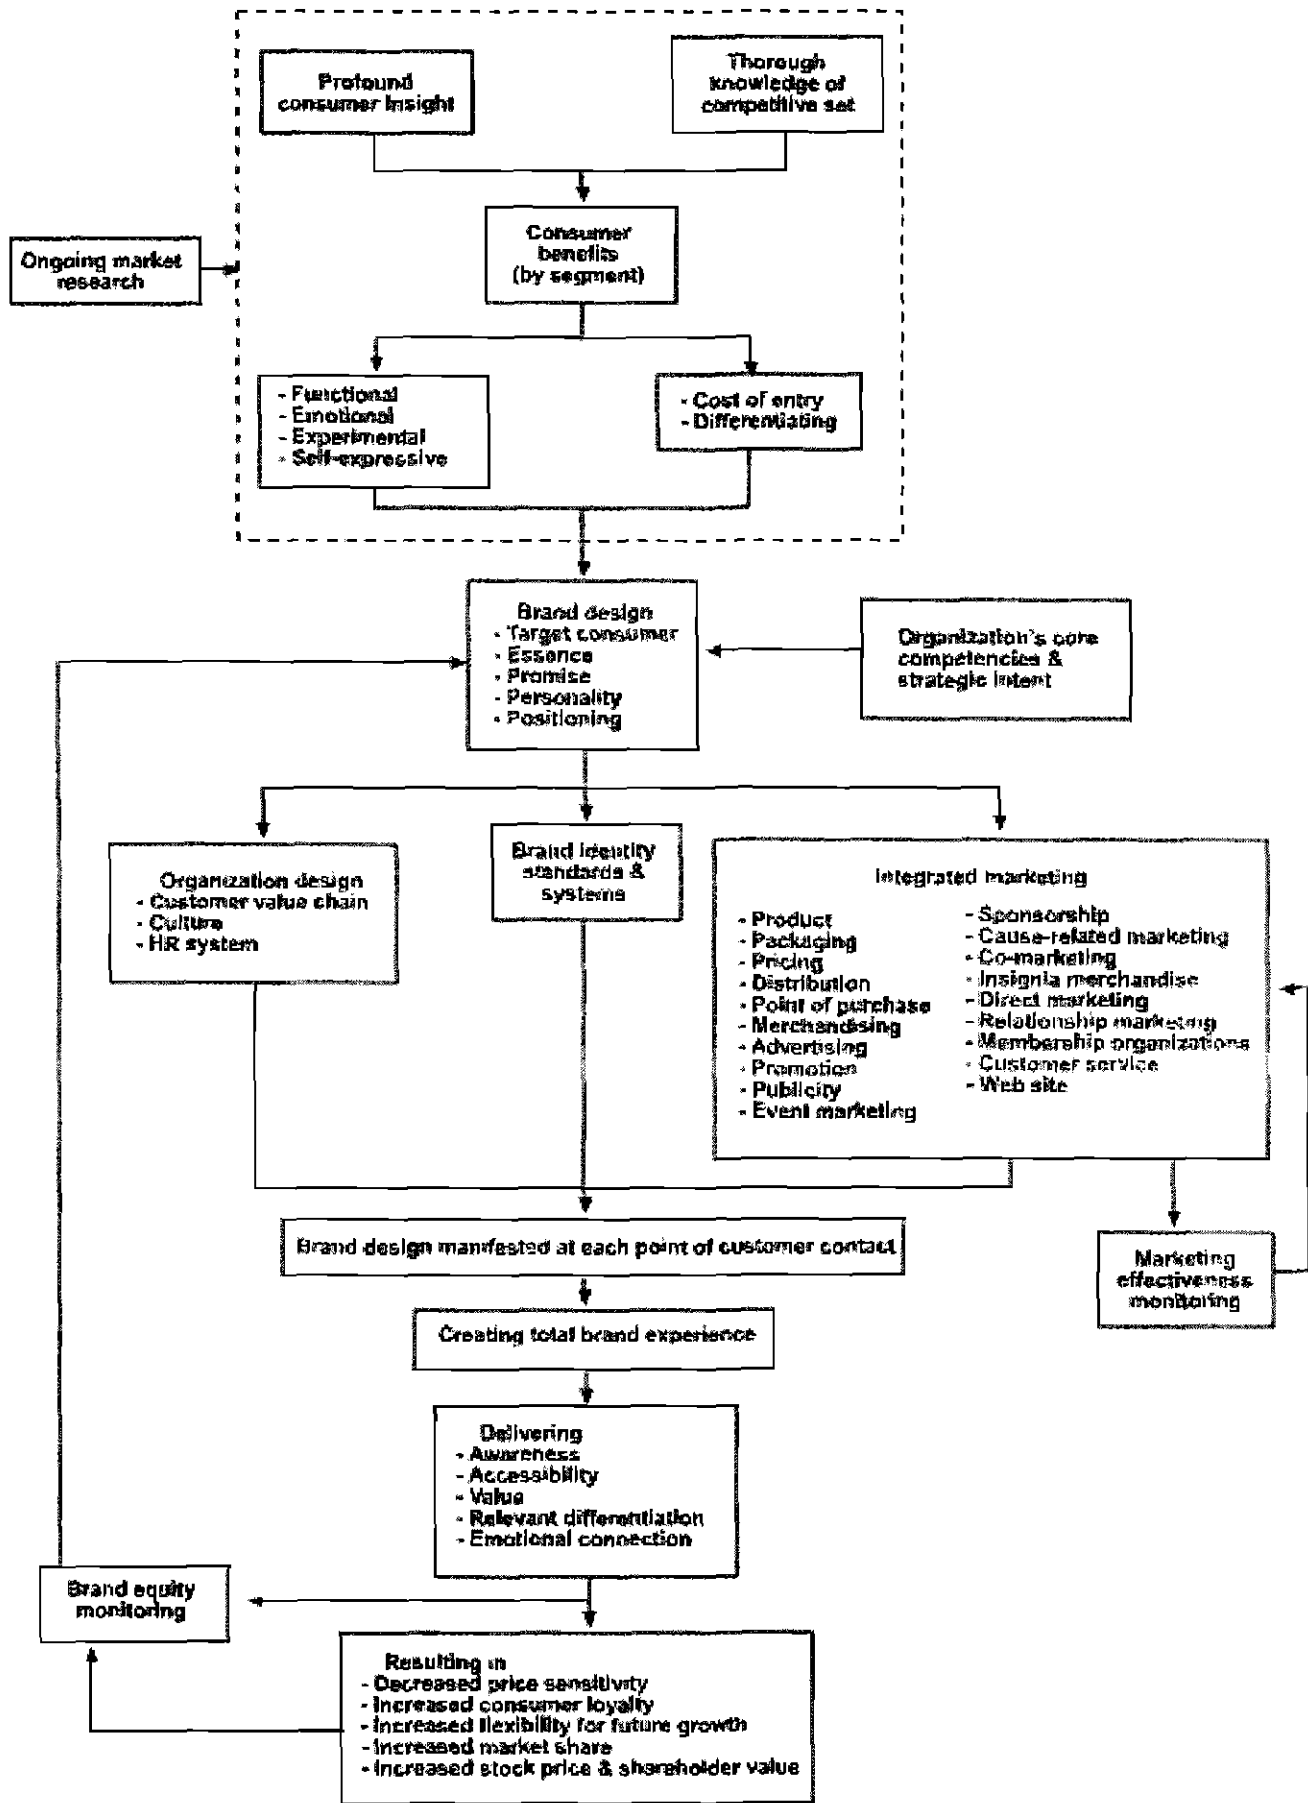 Profound
consumer insight
Thorough
knowledge of
competitive set
Consumer
benefits
(by segment)
Ongoing market
research
- Functional
- Emotional
- Experimental
- Self-expressive
- Cost of entry
- Differentiating
Brand design
- Target consumer
- Essence
- Promise
- Personality
- Positioning
Organization's core
competencies &
strategic intent
Organization design
- Customer value chain
- Culture
- HR system
Brand identity
standards &
systems
Integrated marketing
- Product
- Packaging
- Pricing
- Distribution
- Point of purchase
- Merchandising
- Advertising
- Promotion
- Publicity
- Event marketing
- Sponsorship
- Cause-related marketing
- Co-marketing
- Insignia merchandise
- Direct marketing
- Relationship marketing
- Membership organizations
- Customer service
- Web site
Brand design manifested at each point of customer contact
Marketing
effectiveness
monitoring
Creating total brand experience
Delivering
- Awareness
- Accessibility
- Value
- Relevant differentiation
- Emotional connection
Brand equity
monitoring
Resulting in
- Decreased price sensitivity
- Increased consumer loyalty
- Increased flexibility for future growth
- Increased market share
- Increased stock price & shareholder value